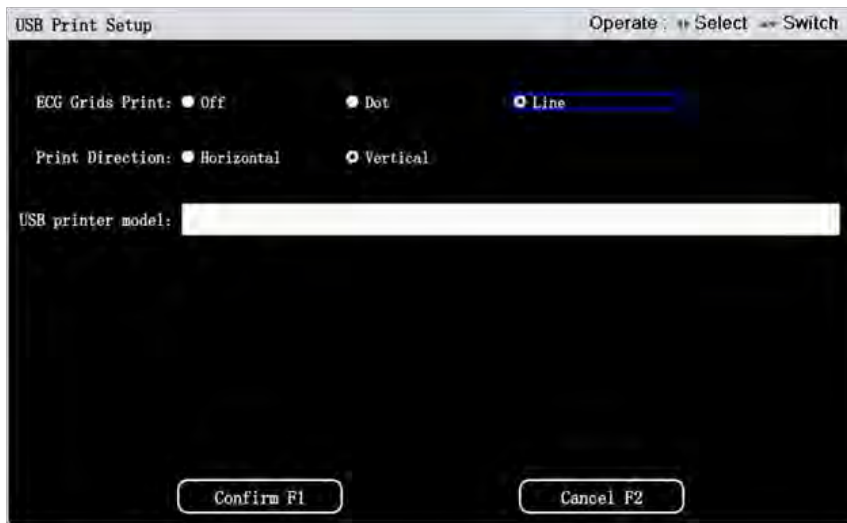 USB Print Setup Operate : Select Switch
ECG Grids Print: Off Dot Line
Print Direction: Horizontal Vertical
USB printer model:
Confirm F1 Cancel F2